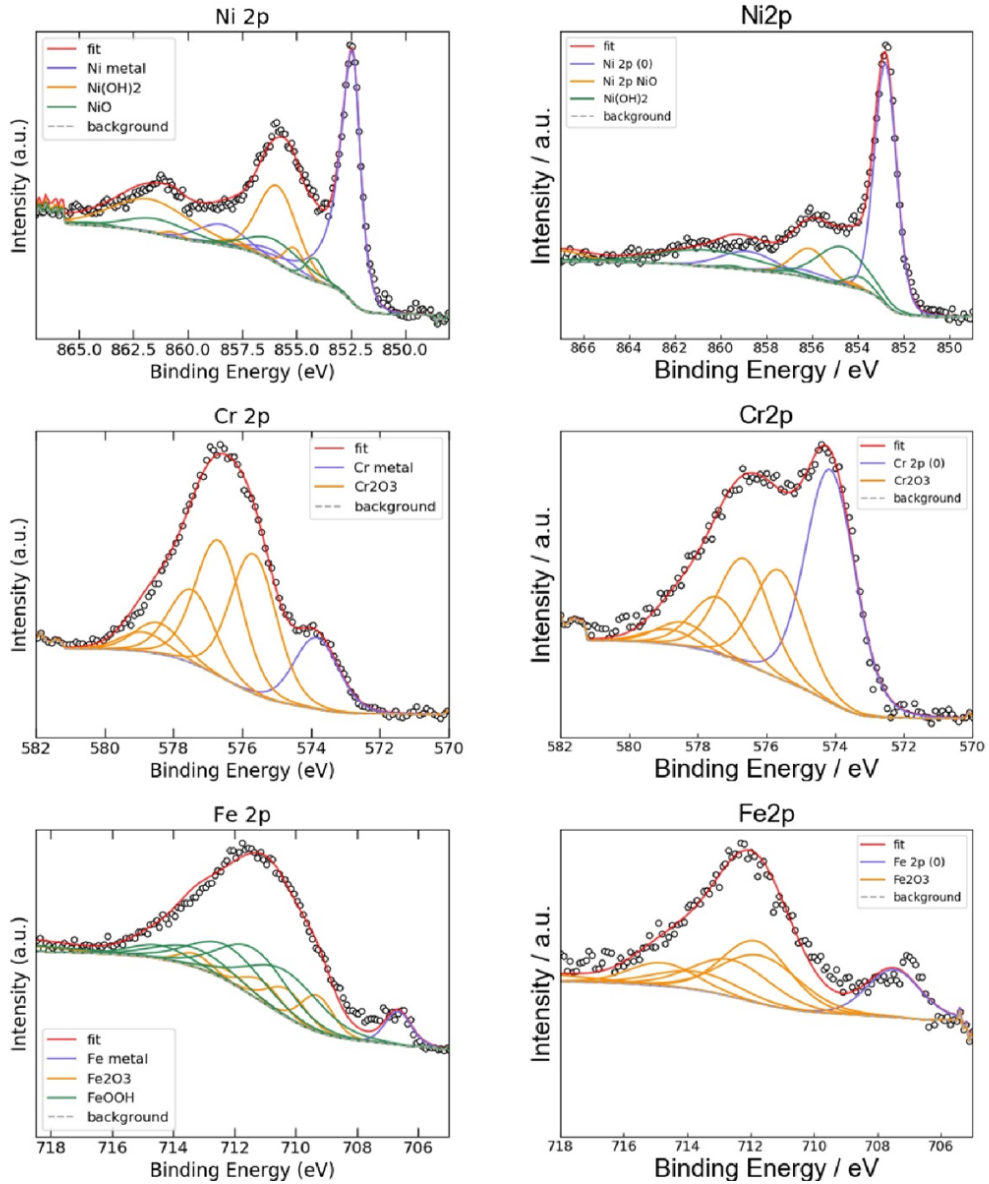 Ni 2p
fit
Ni metal
Ni(OH)2
NiO
background
Intensity (a.u.)
865.0 862.5 860.0 857.5 855.0 852.5 850.0
Binding Energy (eV)
Ni2p
fit
Ni 2p (0)
Ni 2p NiO
Ni(OH)2
background
Intensity / a.u.
866 864 862 860 858 856 854 852 850
Binding Energy / eV
Cr 2p
fit
Cr metal
Cr2O3
background
Intensity (a.u.)
582 580 578 576 574 572 570
Binding Energy (eV)
Cr2p
fit
Cr 2p (0)
Cr2O3
background
Intensity / a.u.
582 580 577 575 572 570
Binding Energy / eV
Fe 2p
fit
Fe metal
Fe2O3
FeOOH
background
Intensity (a.u.)
718 716 714 712 710 708 706
Binding Energy (eV)
Fe2p
fit
Fe 2p (0)
Fe2O3
background
Intensity / a.u.
718 716 714 712 710 708 706
Binding Energy / eV